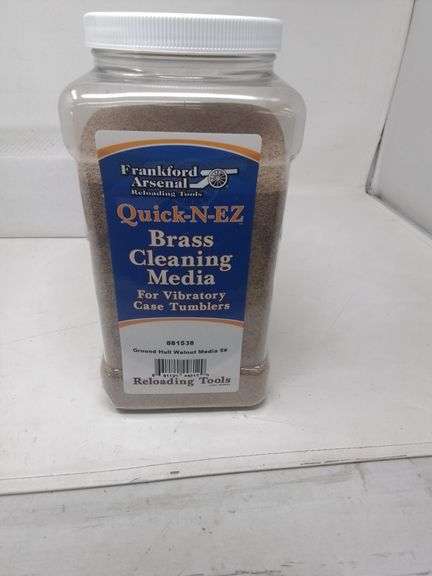 Frankford
Arsenal
Reloading Tools
Quick-N-EZ
Brass
Cleaning
Media
For Vibratory
Case Tumblers
881538
Ground Hull Walnut Media 5#
Reloading Tools